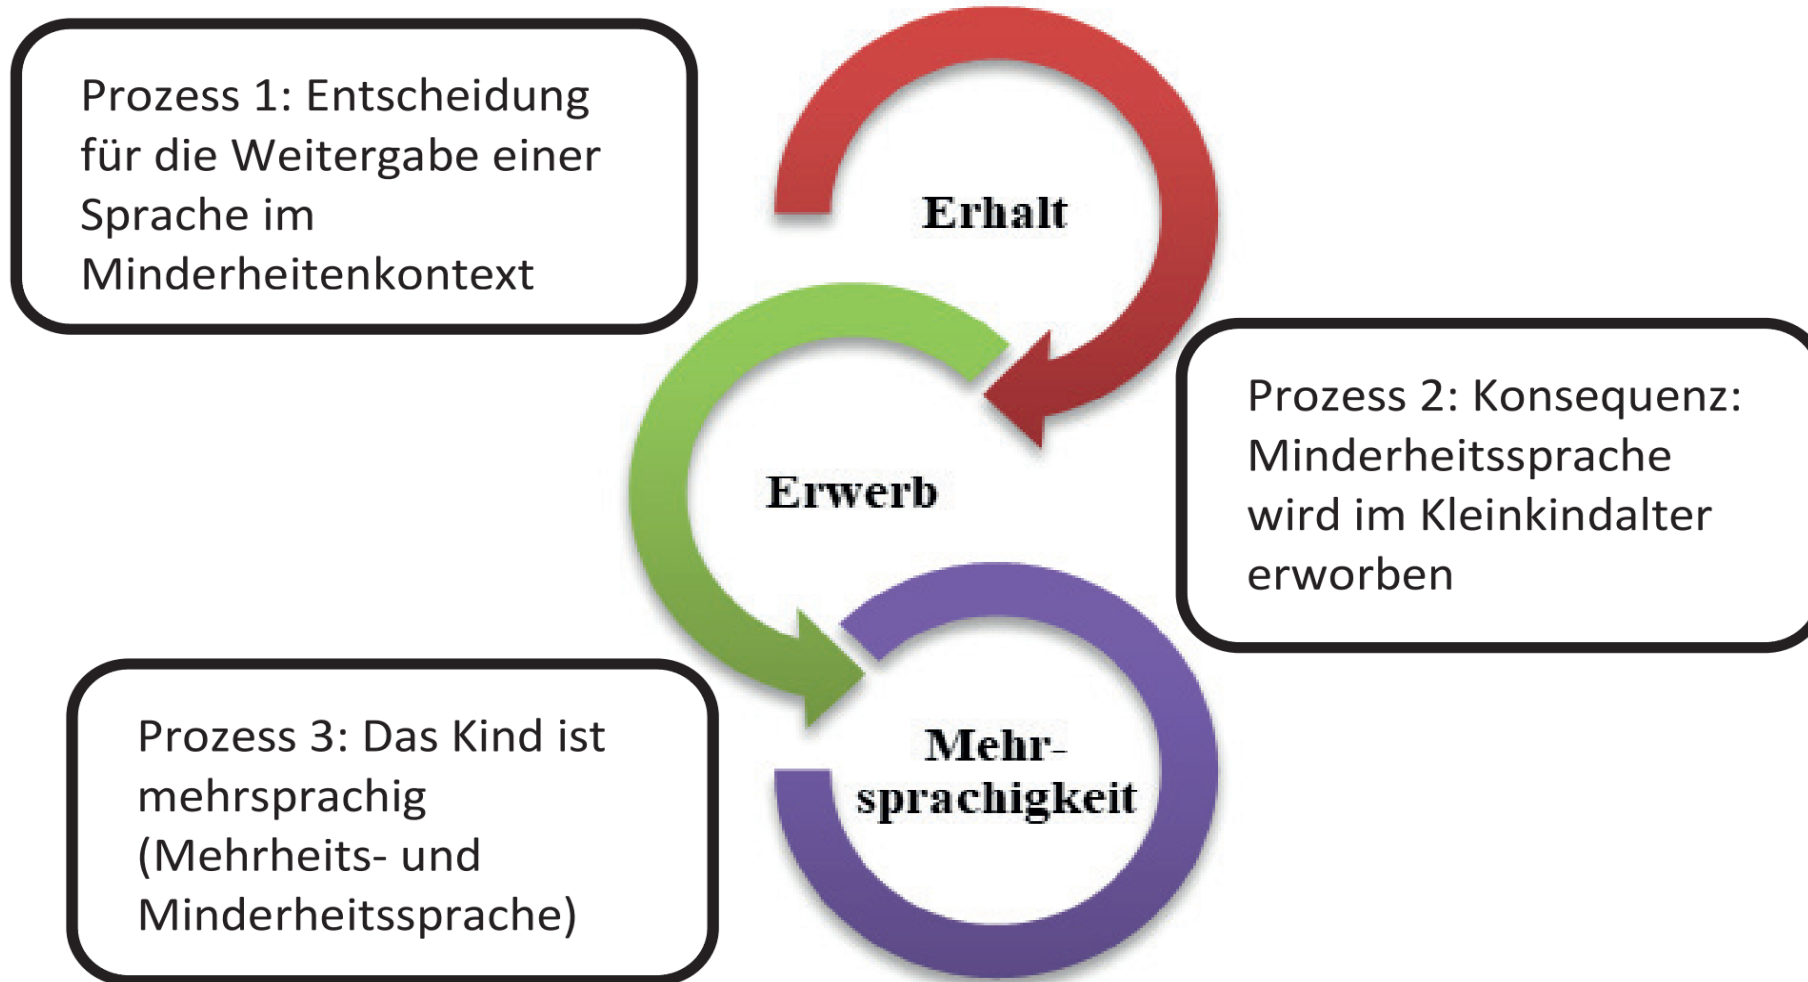 Prozess 1: Entscheidung
für die Weitergabe einer
Sprache im
Minderheitenkontext
Erhalt
Prozess 2: Konsequenz:
Minderheitssprache
wird im Kleinkindalter
erworben
Erwerb
Prozess 3: Das Kind ist
mehrsprachig
(Mehrheits- und
Minderheitssprache)
Mehr-
sprachigkeit